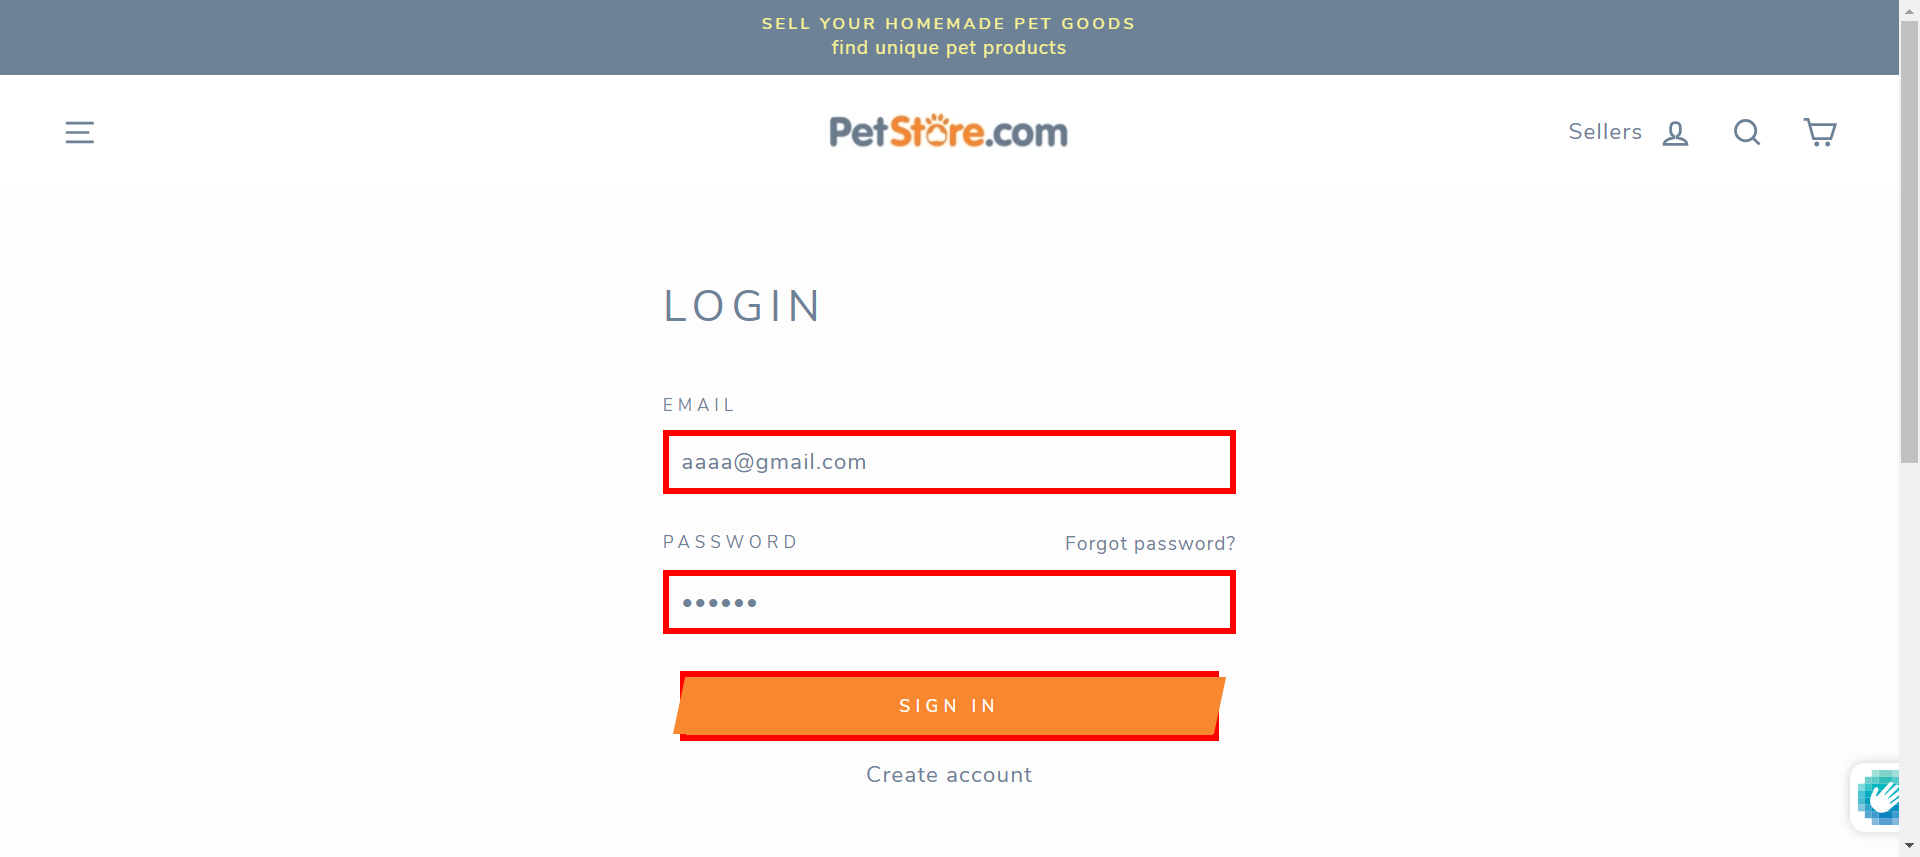 SELL YOUR HOMEMADE PET GOODS
find unique pet products
PetStore.com
Sellers
LOGIN
EMAIL
aaaa@gmail.com
PASSWORD
Forgot password?
••••••
SIGN IN
Create account